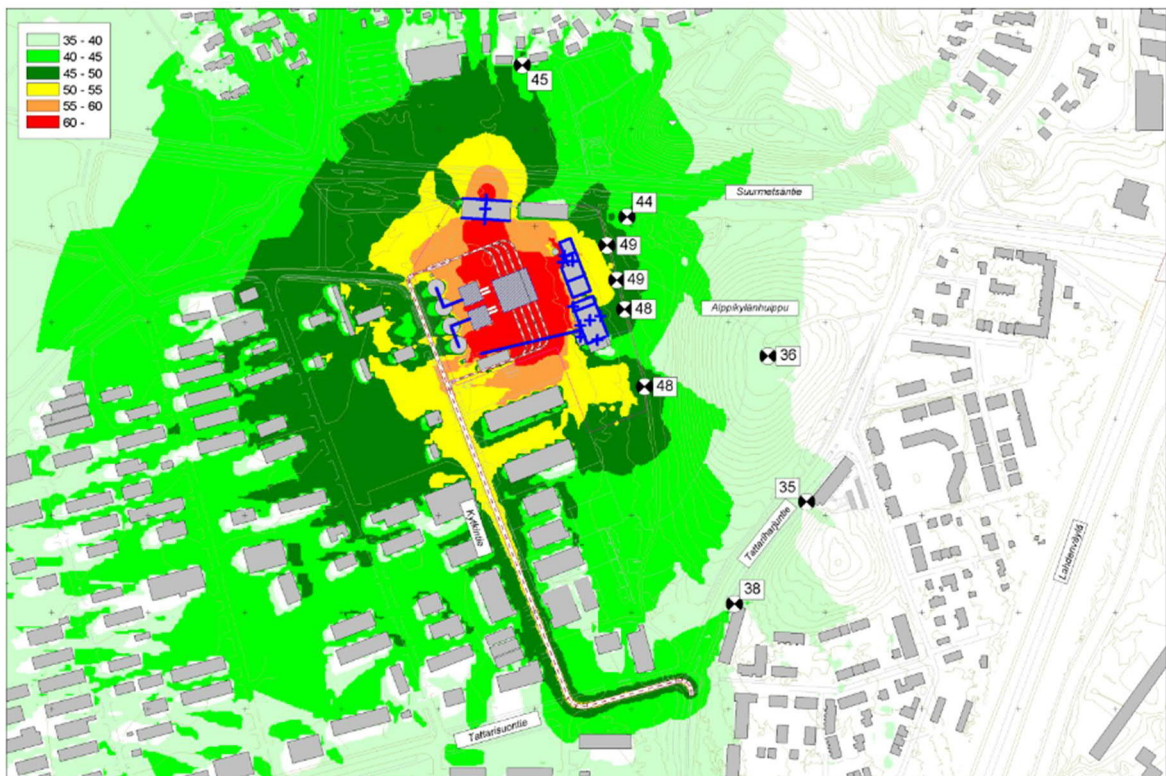 35 - 40
40 - 45
45 - 50
50 - 55
55 - 60
60 -
45
Suurmetsäntie
44
49
49
Alppikylänhuippu
48
36
48
35
Kytkintie
Tattariharjuntie
Lahdenväylä
38
Tattarisuontie